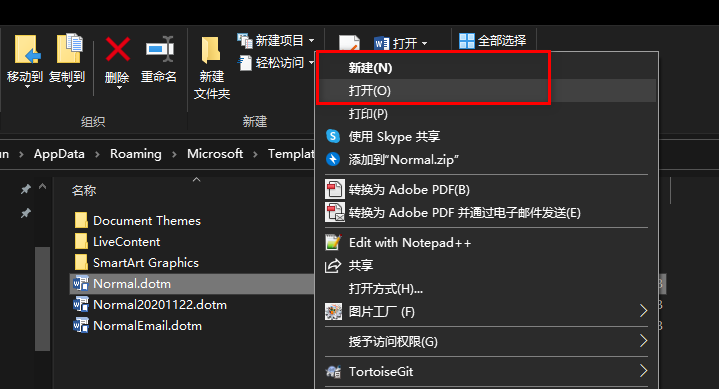 移动到
复制到
删除
重命名
新建
文件夹
新建项目
轻松访问
打开
全部选择
组织
新建
un
AppData
Roaming
Microsoft
Templat
名称
Document Themes
LiveContent
SmartArt Graphics
Normal.dotm
Normal20201122.dotm
NormalEmail.dotm
新建(N)
打开(O)
打印(P)
使用 Skype 共享
添加到"Normal.zip"
转换为 Adobe PDF(B)
转换为 Adobe PDF 并通过电子邮件发送(E)
Edit with Notepad++
共享
打开方式(H)...
图片工厂 (F)
授予访问权限(G)
TortoiseGit